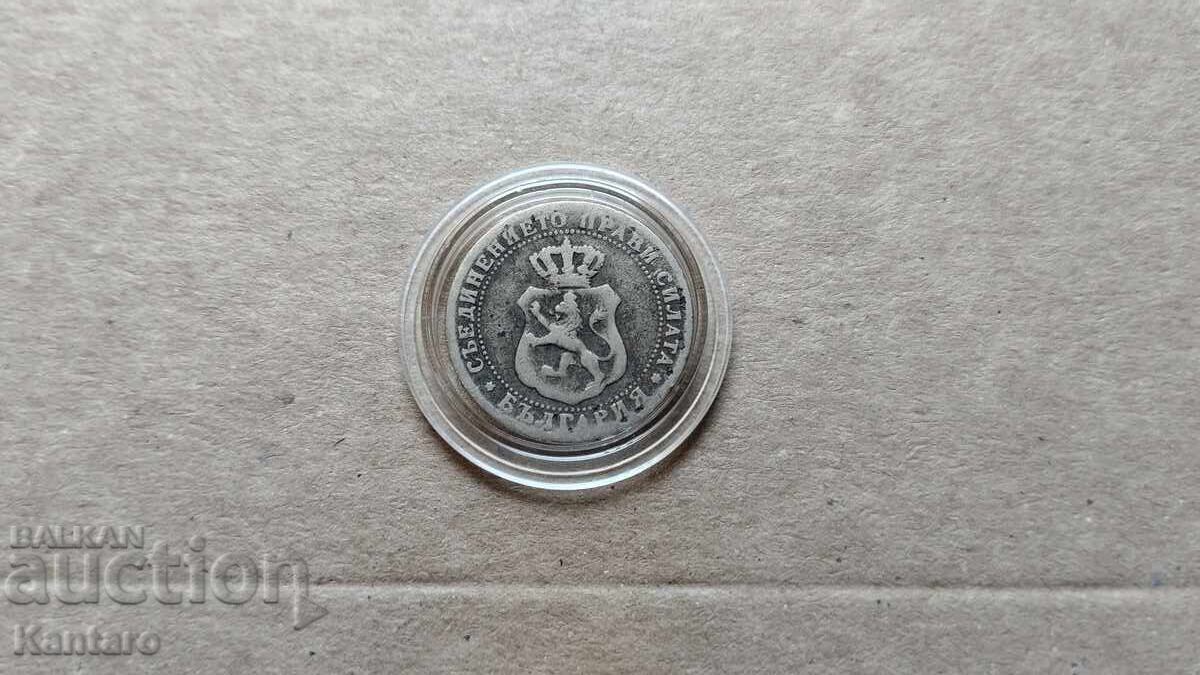 СЪЕДИНЕНИЕТО ПРАВИ СИЛАТА
* БЪЛГАРИЯ *
BALKAN
auction
Kantaro